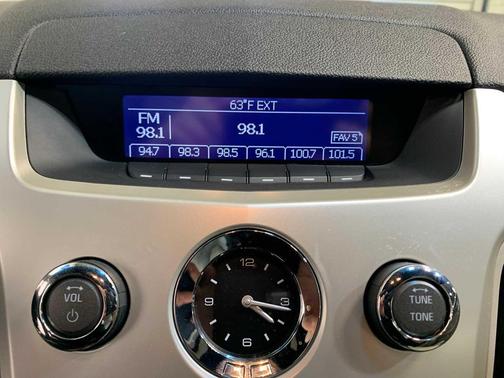 63°F EXT
FM
98.1
98.1
FAV 5
94.7 98.3 98.5 96.1 100.7 101.5
VOL
12
9 3
6
TUNE
TONE